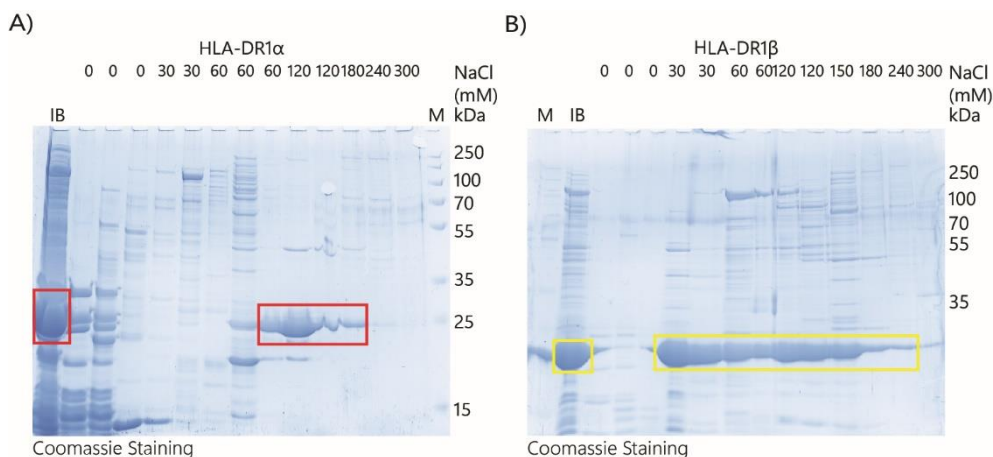 A)
HLA-DR1α
0 0 0 30 30 60 60 60 120 120 180 240 300 NaCl
(mM)
IB M kDa
250
100
70
55
35
25
15
Coomassie Staining
B)
HLA-DR1β
0 0 0 30 30 60 60 120 120 150 180 240 300 NaCl
(mM)
M IB kDa
250
100
70
55
35
Coomassie Staining